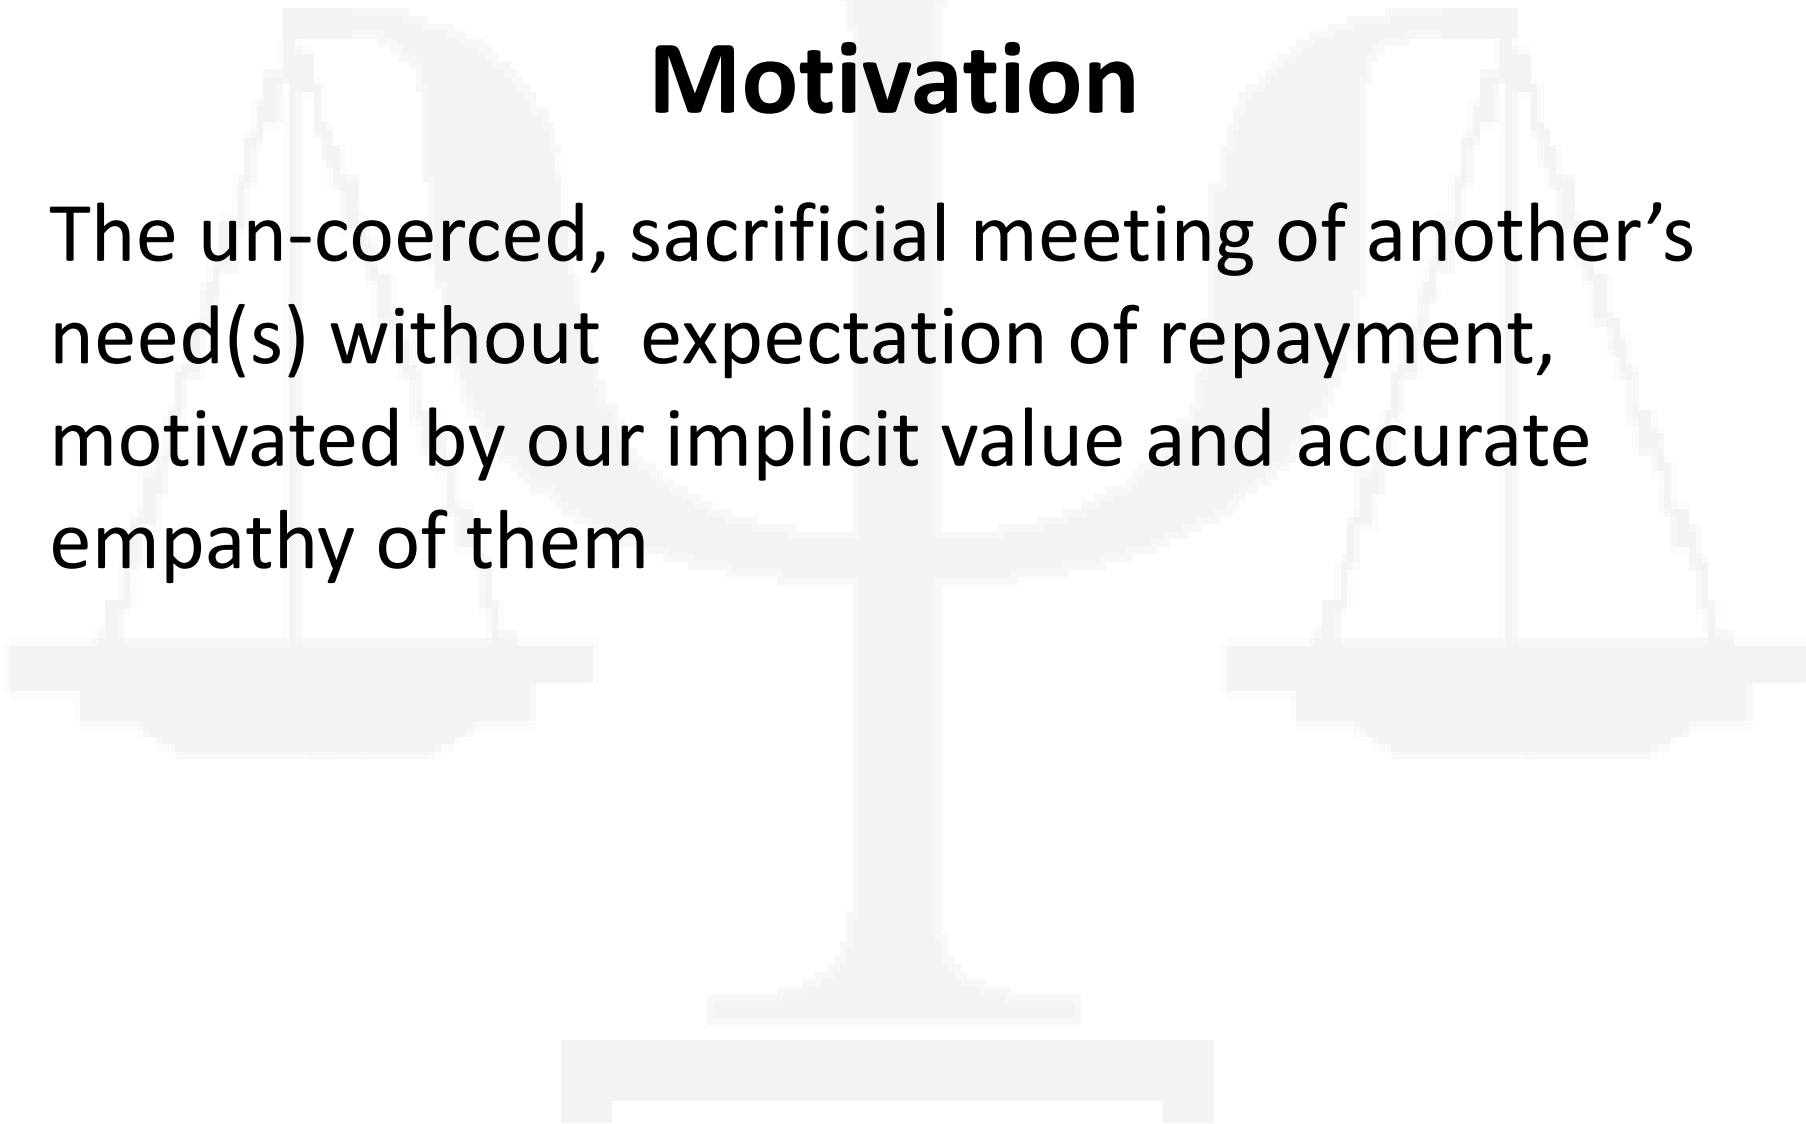 Motivation
The un-coerced, sacrificial meeting of another’s
need(s) without  expectation of repayment,
motivated by our implicit value and accurate
empathy of them